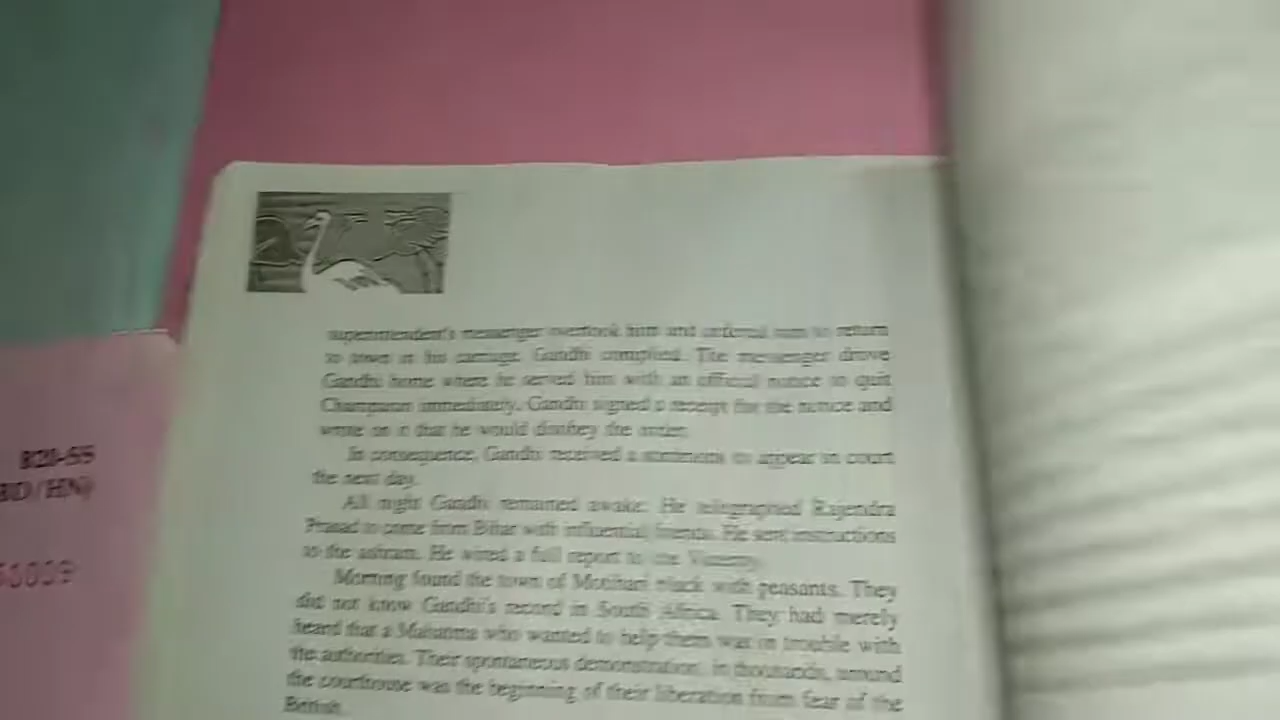 superintendent's messenger overtook him and ordered him to return
to town in his carriage. Gandhi complied. The messenger drove
Gandhi home where he served him with an official notice to quit
Champaran immediately. Gandhi signed a receipt for the notice and
wrote on it that he would disobey the order.
In consequence, Gandhi received a summons to appear in court
the next day.
All night Gandhi remained awake. He telegraphed Rajendra
Prasad to come from Bihar with influential friends. He sent instructions
to the ashram. He wired a full report to the Viceroy.
Morning found the town of Motihari black with peasants. They
did not know Gandhi's record in South Africa. They had merely
heard that a Mahatma who wanted to help them was in trouble with
the authorities. Their spontaneous demonstration, in thousands, around
the courthouse was the beginning of their liberation from fear of the
British.